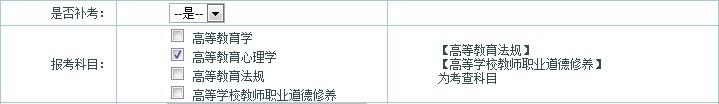 是否补考： --是--
高等教育学
高等教育心理学
报考科目：
高等教育法规
高等学校教师职业道德修养
【高等教育法规】
【高等学校教师职业道德修养】
为考查科目